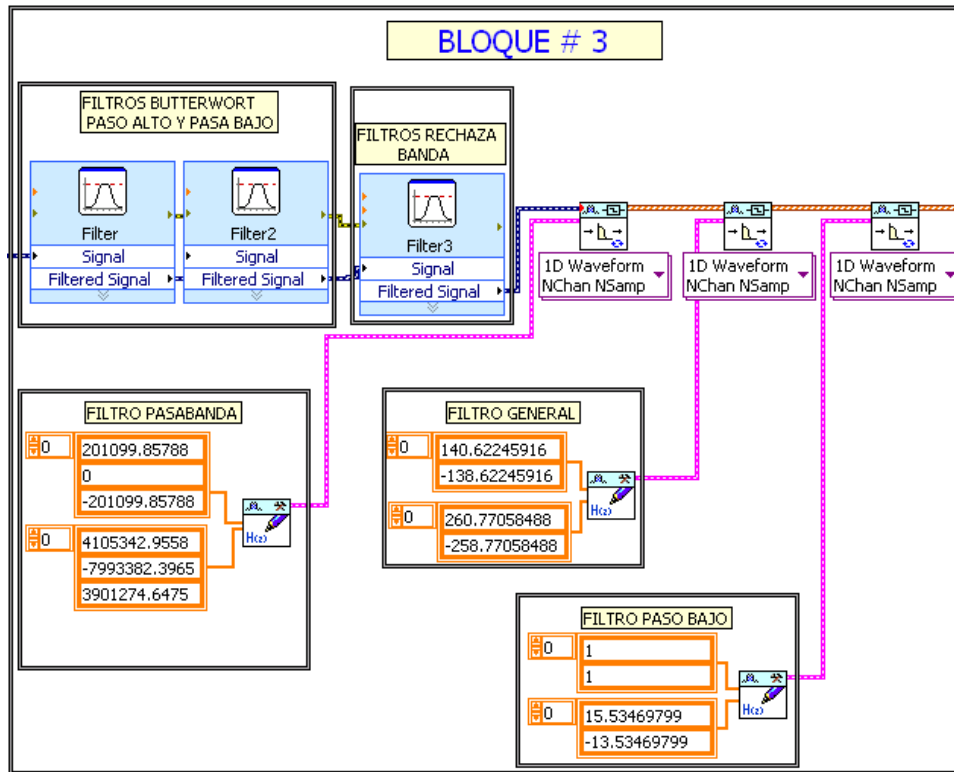 BLOQUE # 3
FILTROS BUTTERWORT
PASO ALTO Y PASA BAJO
Filter
Signal
Filtered Signal
Filter2
Signal
Filtered Signal
FILTROS RECHAZA
BANDA
Filter3
Signal
Filtered Signal
1D Waveform
NChan NSamp
1D Waveform
NChan NSamp
1D Waveform
NChan NSamp
FILTRO PASABANDA
0
201099.85788
0
-201099.85788
0
4105342.9558
-7993382.3965
3901274.6475
H(z)
FILTRO GENERAL
0
140.62245916
-138.62245916
0
260.77058488
-258.77058488
H(z)
FILTRO PASO BAJO
0
1
1
0
15.53469799
-13.53469799
H(z)